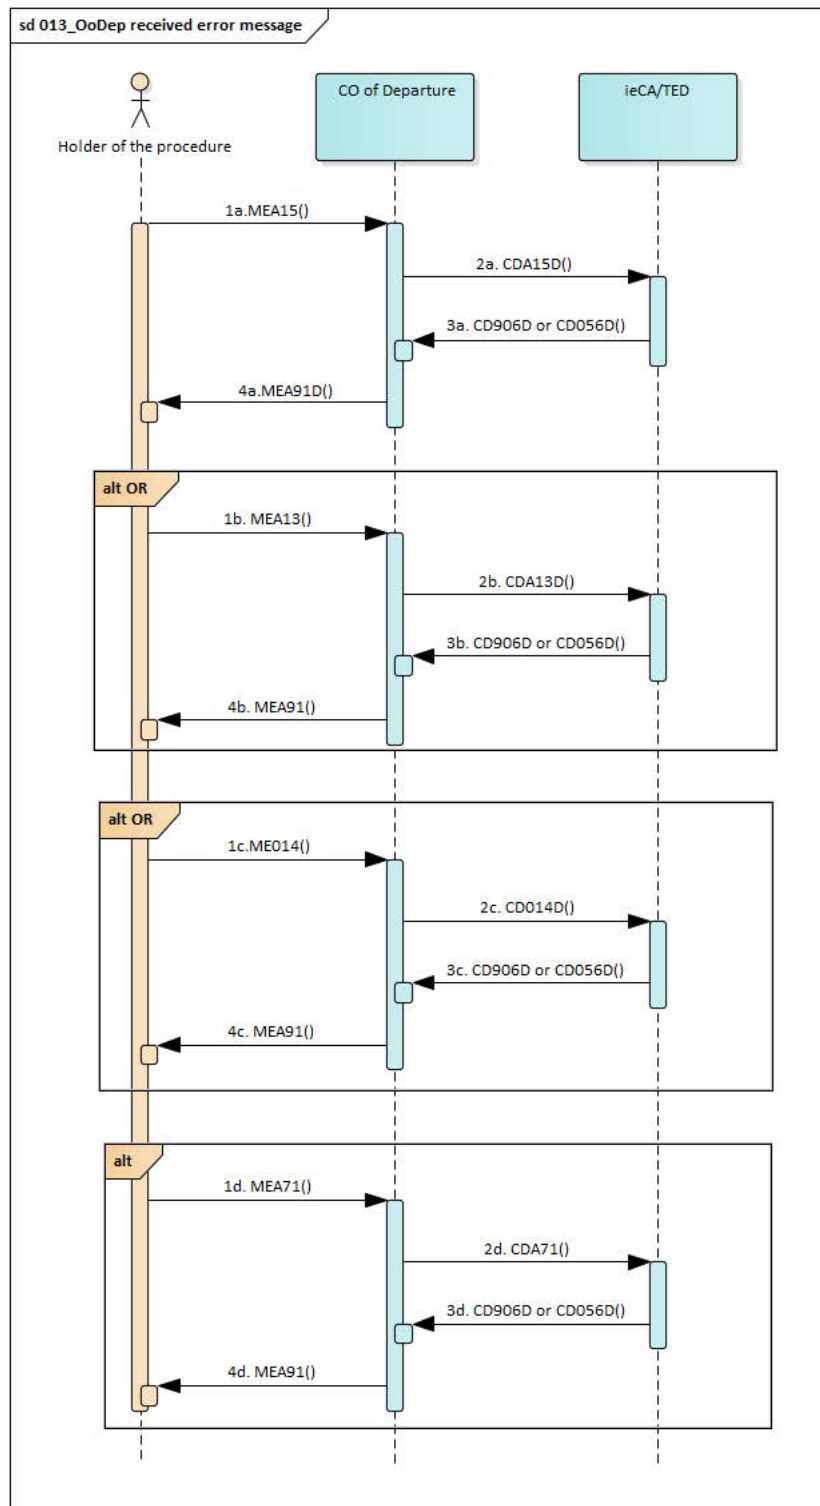 sd 013_OoDep received error message
Holder of the procedure
CO of Departure
ieCA/TED
1a.MEA15()
2a. CDA15D()
3a. CD906D or CD056D()
4a.MEA91D()
alt OR
1b. MEA13()
2b. CDA13D()
3b. CD906D or CD056D()
4b. MEA91()
alt OR
1c.ME014()
2c. CD014D()
3c. CD906D or CD056D()
4c. MEA91()
alt
1d. MEA71()
2d. CDA71()
3d. CD906D or CD056D()
4d. MEA91()